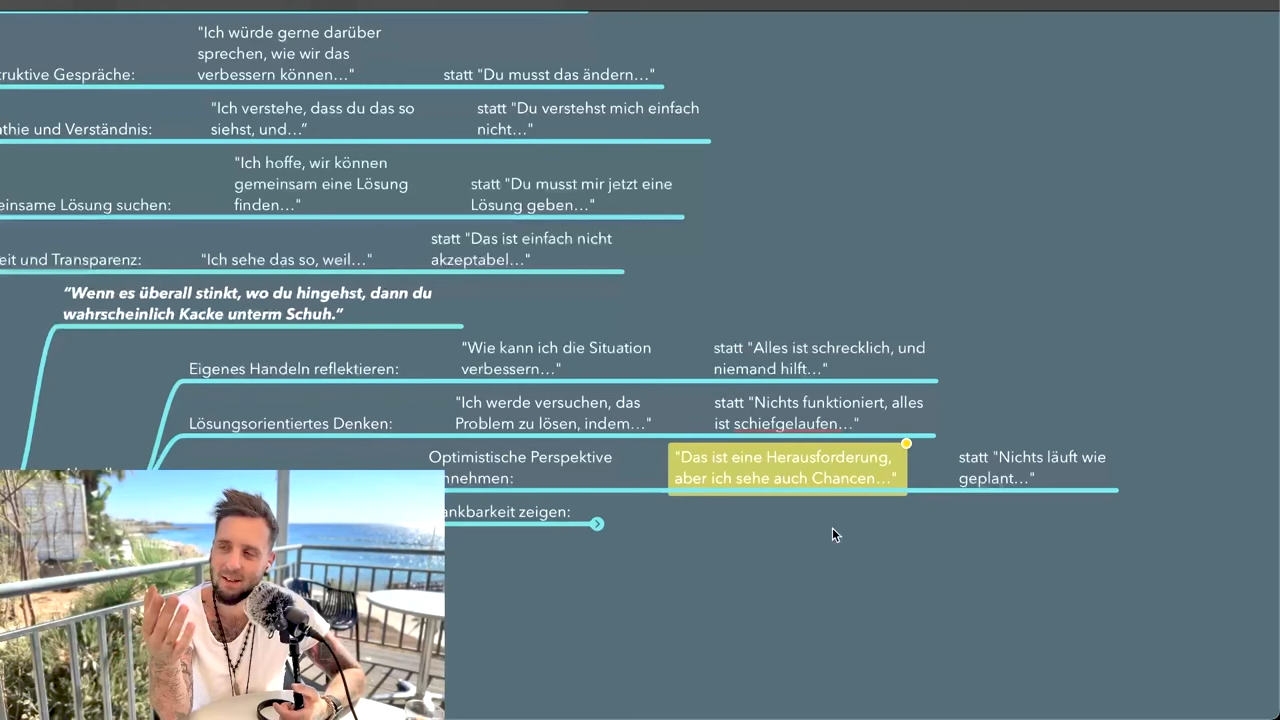 "Ich würde gerne darüber
sprechen, wie wir das
truktive Gespräche: verbessern können…" statt "Du musst das ändern…"
"Ich verstehe, dass du das so statt "Du verstehst mich einfach
athie und Verständnis: siehst, und…” nicht…"
"Ich hoffe, wir können
gemeinsam eine Lösung statt "Du musst mir jetzt eine
einsame Lösung suchen: finden…" Lösung geben…"
statt "Das ist einfach nicht
eit und Transparenz: "Ich sehe das so, weil…" akzeptabel…"
“Wenn es überall stinkt, wo du hingehst, dann du
wahrscheinlich Kacke unterm Schuh.”
"Wie kann ich die Situation statt "Alles ist schrecklich, und
Eigenes Handeln reflektieren: verbessern…" niemand hilft…"
"Ich werde versuchen, das statt "Nichts funktioniert, alles
Lösungsorientiertes Denken: Problem zu lösen, indem…" ist schiefgelaufen…"
Optimistische Perspektive "Das ist eine Herausforderung, statt "Nichts läuft wie
nnehmen: aber ich sehe auch Chancen…" geplant…"
ankbarkeit zeigen: